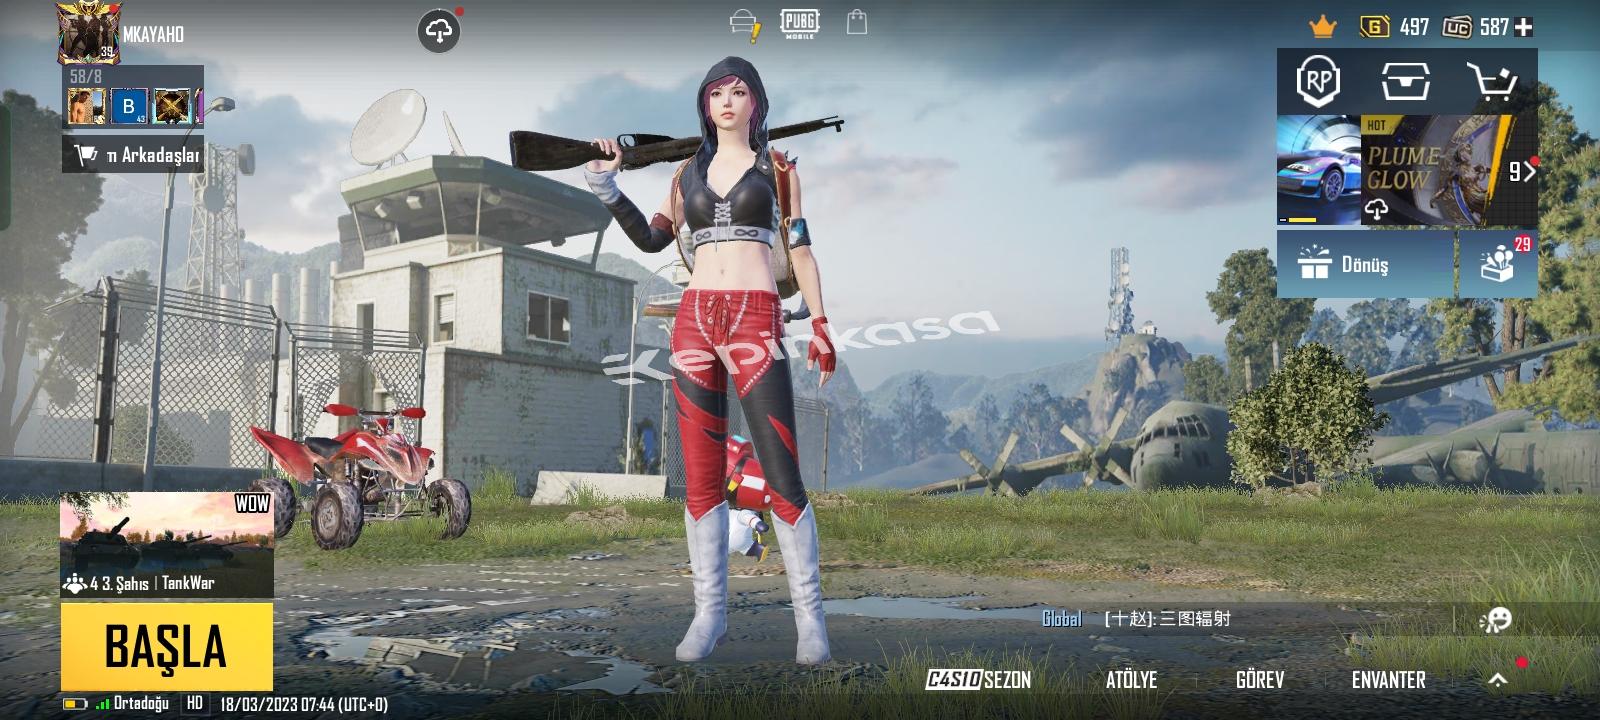 MKAYAHO
39
58/8
B
43
m Arkadaşlar
PUBG
MOBILE
G 497
UC 587
RP
HOT
PLUME
GLOW
9
Dönüş
29
Kepinkasa
WOW
4 3. Şahıs | TankWar
BAŞLA
Ortadoğu HD 18/03/2023 07:44 (UTC+0)
Global [十赵]: 三图辐射
C4S10 SEZON
ATÖLYE
GÖREV
ENVANTER